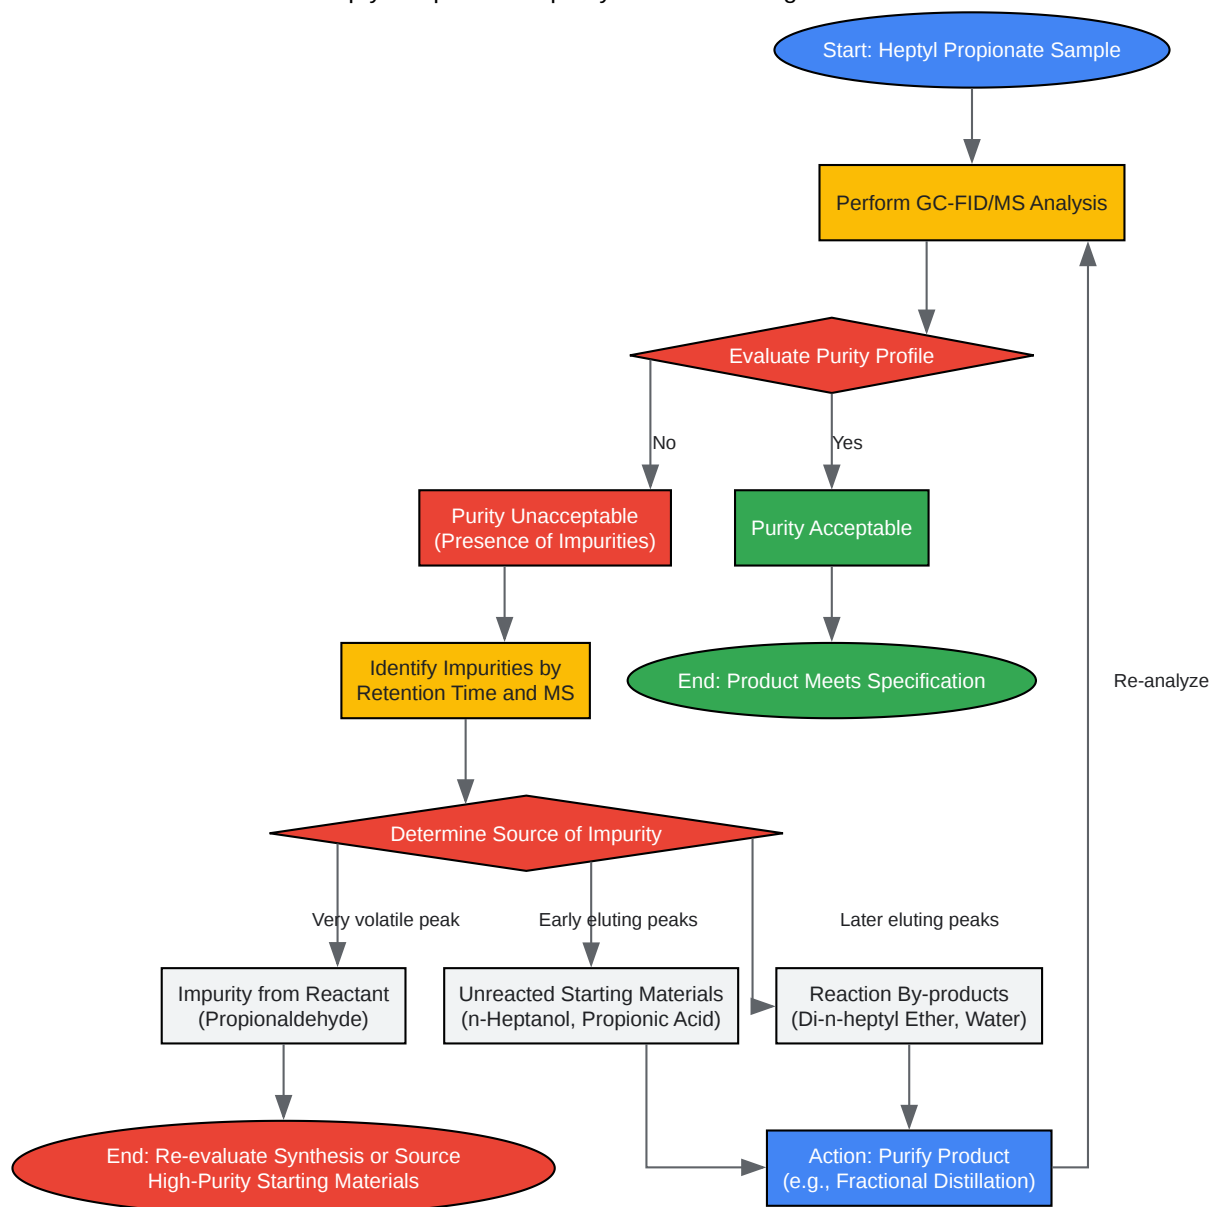 Start: Heptyl Propionate Sample
Perform GC-FID/MS Analysis
Evaluate Purity Profile
No
Yes
Purity Unacceptable
(Presence of Impurities)
Purity Acceptable
Identify Impurities by
Retention Time and MS
End: Product Meets Specification
Re-analyze
Determine Source of Impurity
Very volatile peak
Early eluting peaks
Later eluting peaks
Impurity from Reactant
(Propionaldehyde)
Unreacted Starting Materials
(n-Heptanol, Propionic Acid)
Reaction By-products
(Di-n-heptyl Ether, Water)
End: Re-evaluate Synthesis or Source
High-Purity Starting Materials
Action: Purify Product
(e.g., Fractional Distillation)